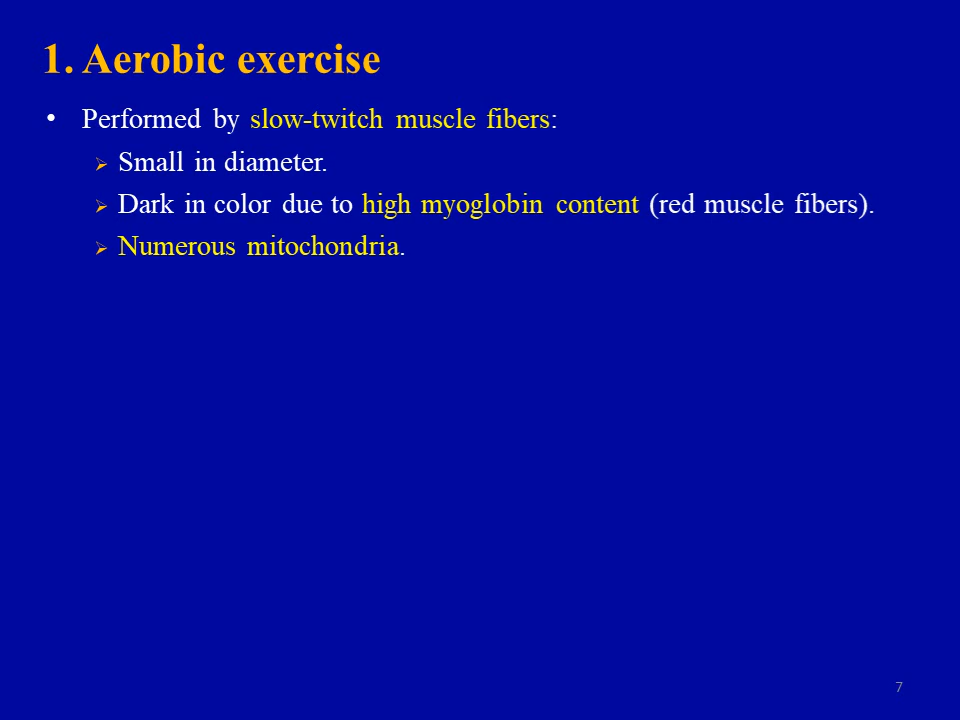 1. Aerobic exercise
• Performed by slow-twitch muscle fibers:
➢ Small in diameter.
➢ Dark in color due to high myoglobin content (red muscle fibers).
➢ Numerous mitochondria.
7